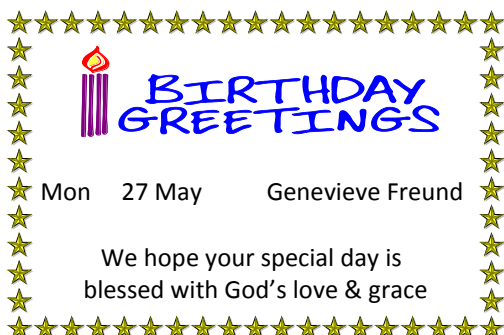 BIRTHDAY
GREETINGS
Mon 27 May Genevieve Freund
We hope your special day is
blessed with God’s love & grace